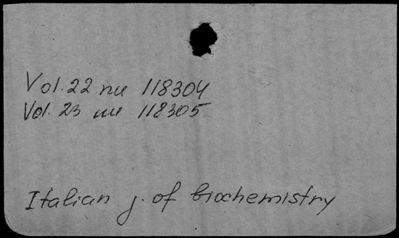 Vol. 22 nu 118304
Vol. 23 nu 118305
Italian j. of biochemistry